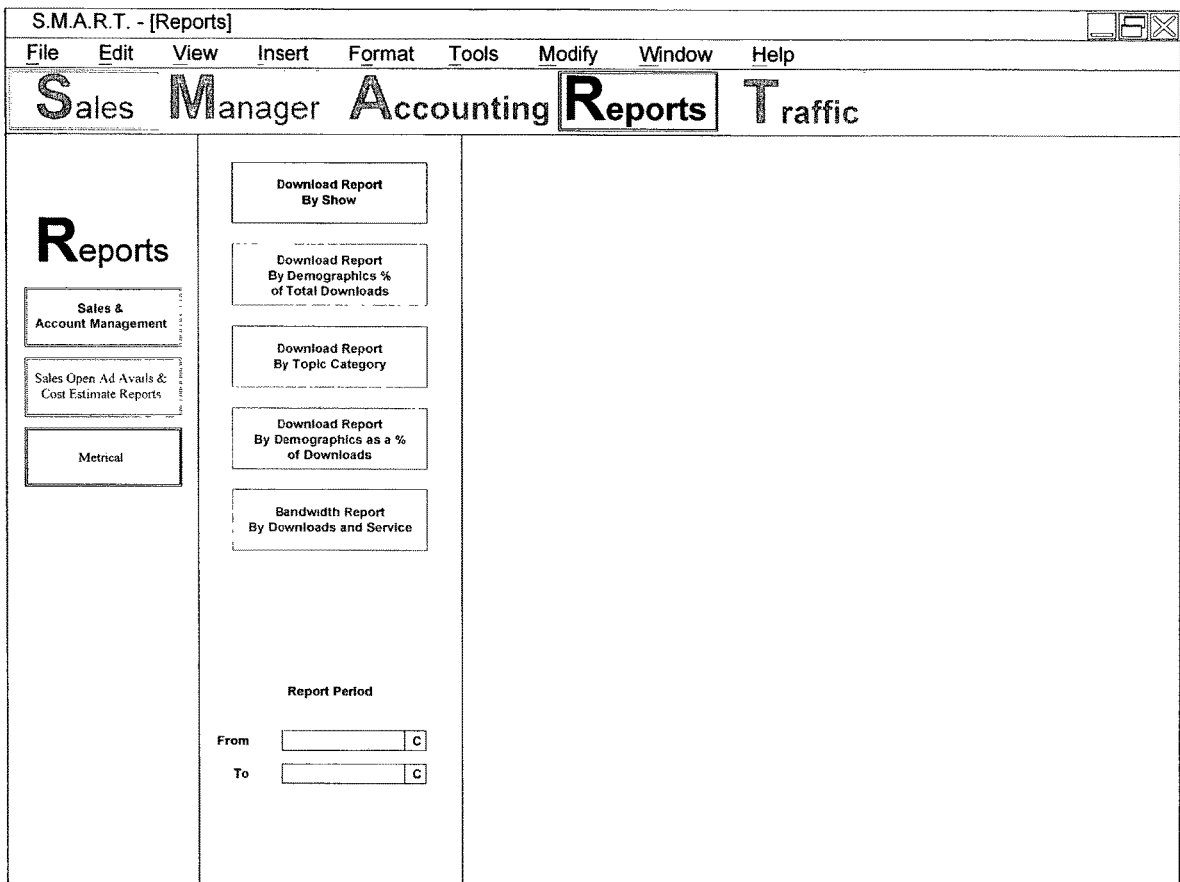 S.M.A.R.T. - [Reports]
File Edit View Insert Format Tools Modify Window Help
Sales Manager Accounting Reports Traffic
Reports
Sales &
Account Management
Sales Open Ad Avails &
Cost Estimate Reports
Metrical
Download Report
By Show
Download Report
By Demographics %
of Total Downloads
Download Report
By Topic Category
Download Report
By Demographics as a %
of Downloads
Bandwidth Report
By Downloads and Service
Report Period
From C
To C